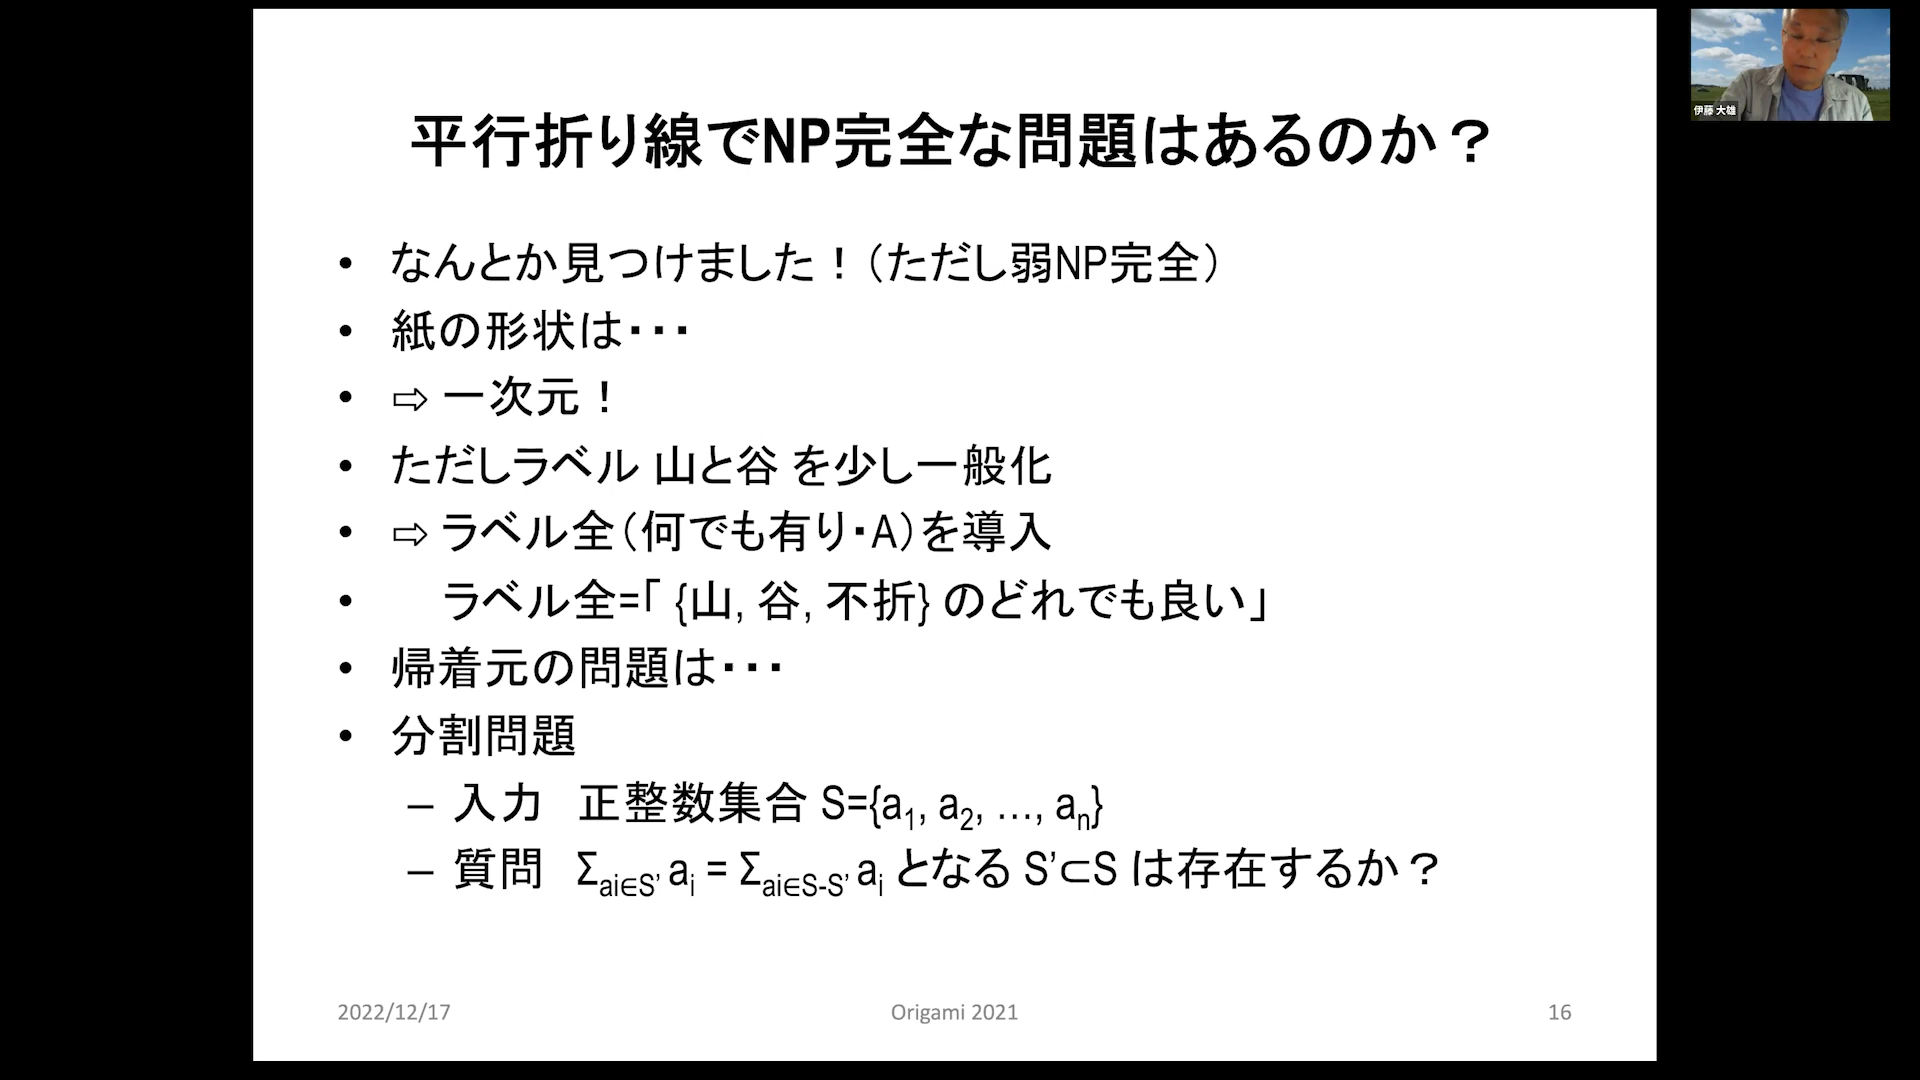 平行折り線でNP完全な問題はあるのか？
• なんとか見つけました！（ただし弱NP完全）
• 紙の形状は・・・
• ⇨ 一次元！
• ただしラベル 山と谷 を少し一般化
• ⇨ ラベル全（何でも有り・A）を導入
• ラベル全=「 {山, 谷, 不折} のどれでも良い」
• 帰着元の問題は・・・
• 分割問題
– 入力 正整数集合 S={a1, a2, …, an}
– 質問 Σai∈S’ ai = Σai∈S-S’ ai となる S’⊂S は存在するか？
2022/12/17
Origami 2021
16
伊藤 大雄